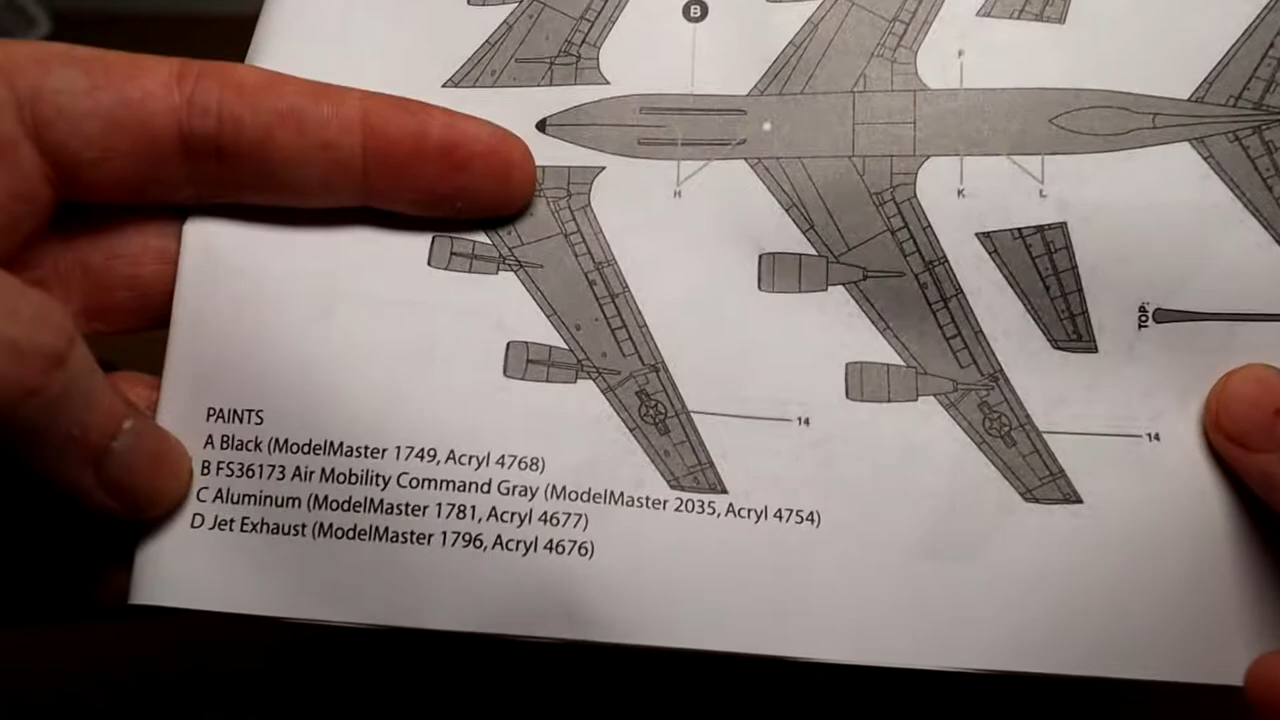 B
F
H
K
L
TOP:
14
14
PAINTS
A Black (ModelMaster 1749, Acryl 4768)
B FS36173 Air Mobility Command Gray (ModelMaster 2035, Acryl 4754)
C Aluminum (ModelMaster 1781, Acryl 4677)
D Jet Exhaust (ModelMaster 1796, Acryl 4676)